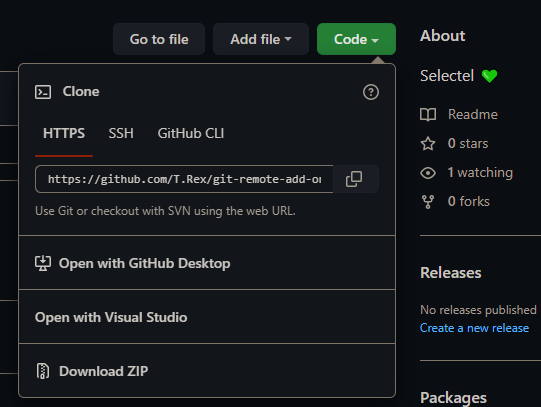 Go to file
Add file
Code
About
Clone
Selectel
HTTPS
SSH
GitHub CLI
Readme
0 stars
https://github.com/T.Rex/git-remote-add-or
1 watching
Use Git or checkout with SVN using the web URL.
0 forks
Open with GitHub Desktop
Releases
Open with Visual Studio
No releases published
Create a new release
Download ZIP
Packages